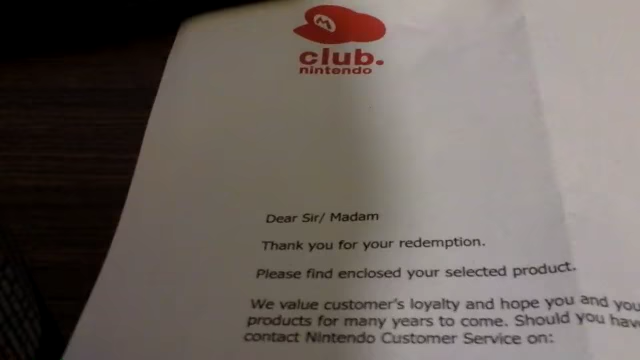 M
club.
nintendo
Dear Sir/ Madam
Thank you for your redemption.
Please find enclosed your selected product.
We value customer's loyalty and hope you and you
products for many years to come. Should you have
contact Nintendo Customer Service on: